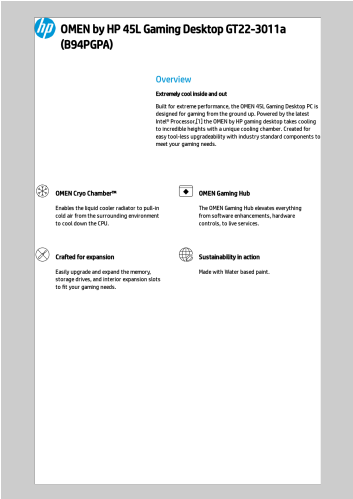 hp
OMEN by HP 45L Gaming Desktop GT22-3011a
(B94PGPA)
Overview
Extremely cool inside and out
Built for extreme performance, the OMEN 45L Gaming Desktop PC is
designed for gaming from the ground up. Powered by the latest
Intel® Processor,[1] the OMEN by HP gaming desktop takes cooling
to incredible heights with a unique cooling chamber. Created for
easy tool-less upgradeability with industry standard components to
meet your gaming needs.
OMEN Cryo Chamber™
Enables the liquid cooler radiator to pull-in
cold air from the surrounding environment
to cool down the CPU.
OMEN Gaming Hub
The OMEN Gaming Hub elevates everything
from software enhancements, hardware
controls, to live services.
Crafted for expansion
Easily upgrade and expand the memory,
storage drives, and interior expansion slots
to fit your gaming needs.
Sustainability in action
Made with Water based paint.